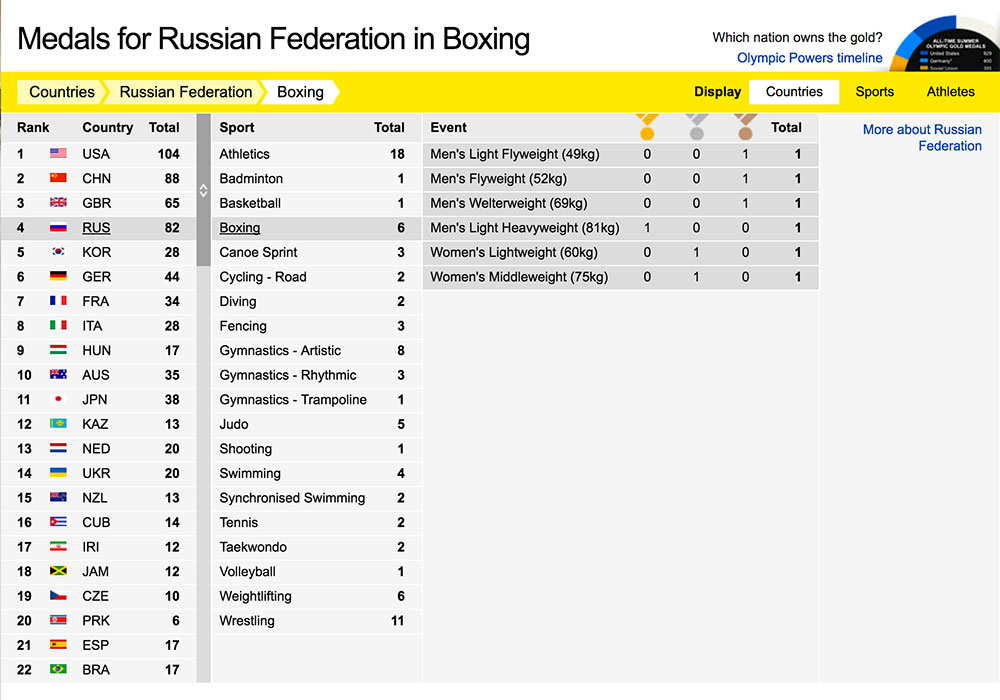 Medals for Russian Federation in Boxing
Which nation owns the gold?
Olympic Powers timeline
ALL-TIME SUMMER
OLYMPIC GOLD MEDALS
United States 929
Germany* 400
Soviet Union 395
Countries Russian Federation Boxing Display Countries Sports Athletes
Rank Country Total Sport Total Event Total
More about Russian
Federation
1 USA 104 Athletics 18 Men's Light Flyweight (49kg) 0 0 1 1
2 CHN 88 Badminton 1 Men's Flyweight (52kg) 0 0 1 1
3 GBR 65 Basketball 1 Men's Welterweight (69kg) 0 0 1 1
4 RUS 82 Boxing 6 Men's Light Heavyweight (81kg) 1 0 0 1
5 KOR 28 Canoe Sprint 3 Women's Lightweight (60kg) 0 1 0 1
6 GER 44 Cycling - Road 2 Women's Middleweight (75kg) 0 1 0 1
7 FRA 34 Diving 2
8 ITA 28 Fencing 3
9 HUN 17 Gymnastics - Artistic 8
10 AUS 35 Gymnastics - Rhythmic 3
11 JPN 38 Gymnastics - Trampoline 1
12 KAZ 13 Judo 5
13 NED 20 Shooting 1
14 UKR 20 Swimming 4
15 NZL 13 Synchronised Swimming 2
16 CUB 14 Tennis 2
17 IRI 12 Taekwondo 2
18 JAM 12 Volleyball 1
19 CZE 10 Weightlifting 6
20 PRK 6 Wrestling 11
21 ESP 17
22 BRA 17